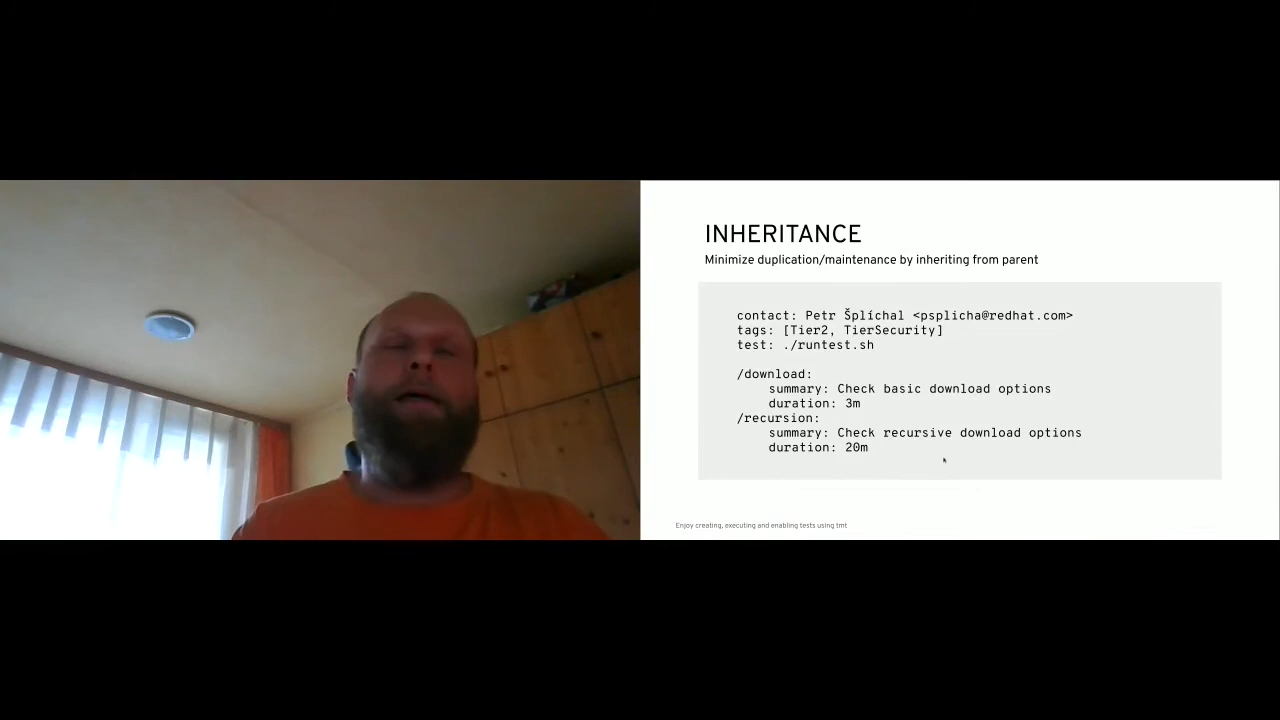 INHERITANCE
Minimize duplication/maintenance by inheriting from parent
contact: Petr Šplíchal <psplicha@redhat.com>
tags: [Tier2, TierSecurity]
test: ./runtest.sh
/download:
summary: Check basic download options
duration: 3m
/recursion:
summary: Check recursive download options
duration: 20m
Enjoy creating, executing and enabling tests using tmt